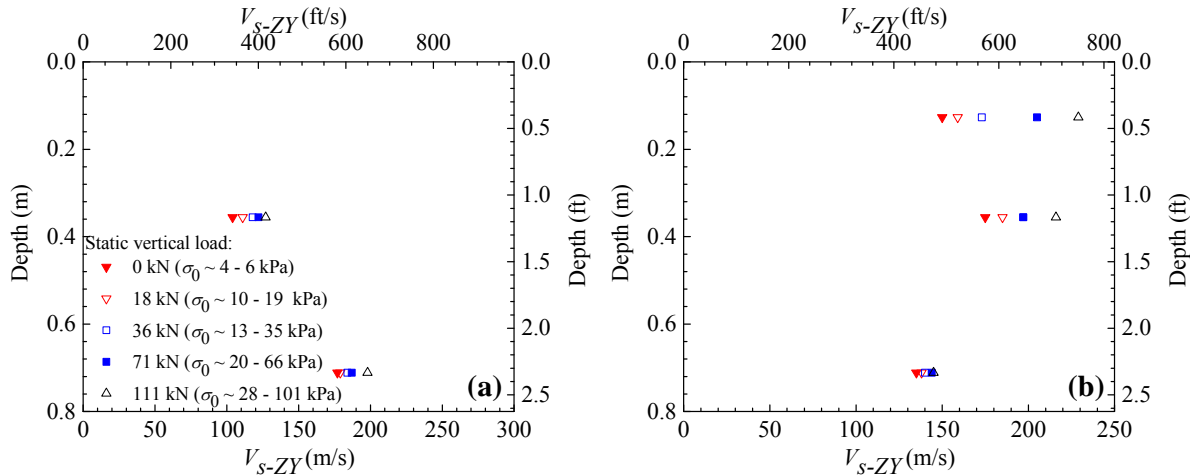 V_{s-ZY} (ft/s)
0 200 400 600 800
0.0 0.0
0.2 0.5
1.0
0.4
1.5
0.6 2.0
0.8 2.5
Depth (m)
Depth (ft)
Static vertical load:
0 kN (σ₀ ~ 4 - 6 kPa)
18 kN (σ₀ ~ 10 - 19 kPa)
36 kN (σ₀ ~ 13 - 35 kPa)
71 kN (σ₀ ~ 20 - 66 kPa)
111 kN (σ₀ ~ 28 - 101 kPa)
(a)
0 50 100 150 200 250 300
V_{s-ZY} (m/s)
V_{s-ZY} (ft/s)
0 200 400 600 800
0.0 0.0
0.2 0.5
1.0
0.4
1.5
0.6 2.0
0.8 2.5
Depth (m)
Depth (ft)
(b)
0 50 100 150 200 250
V_{s-ZY} (m/s)